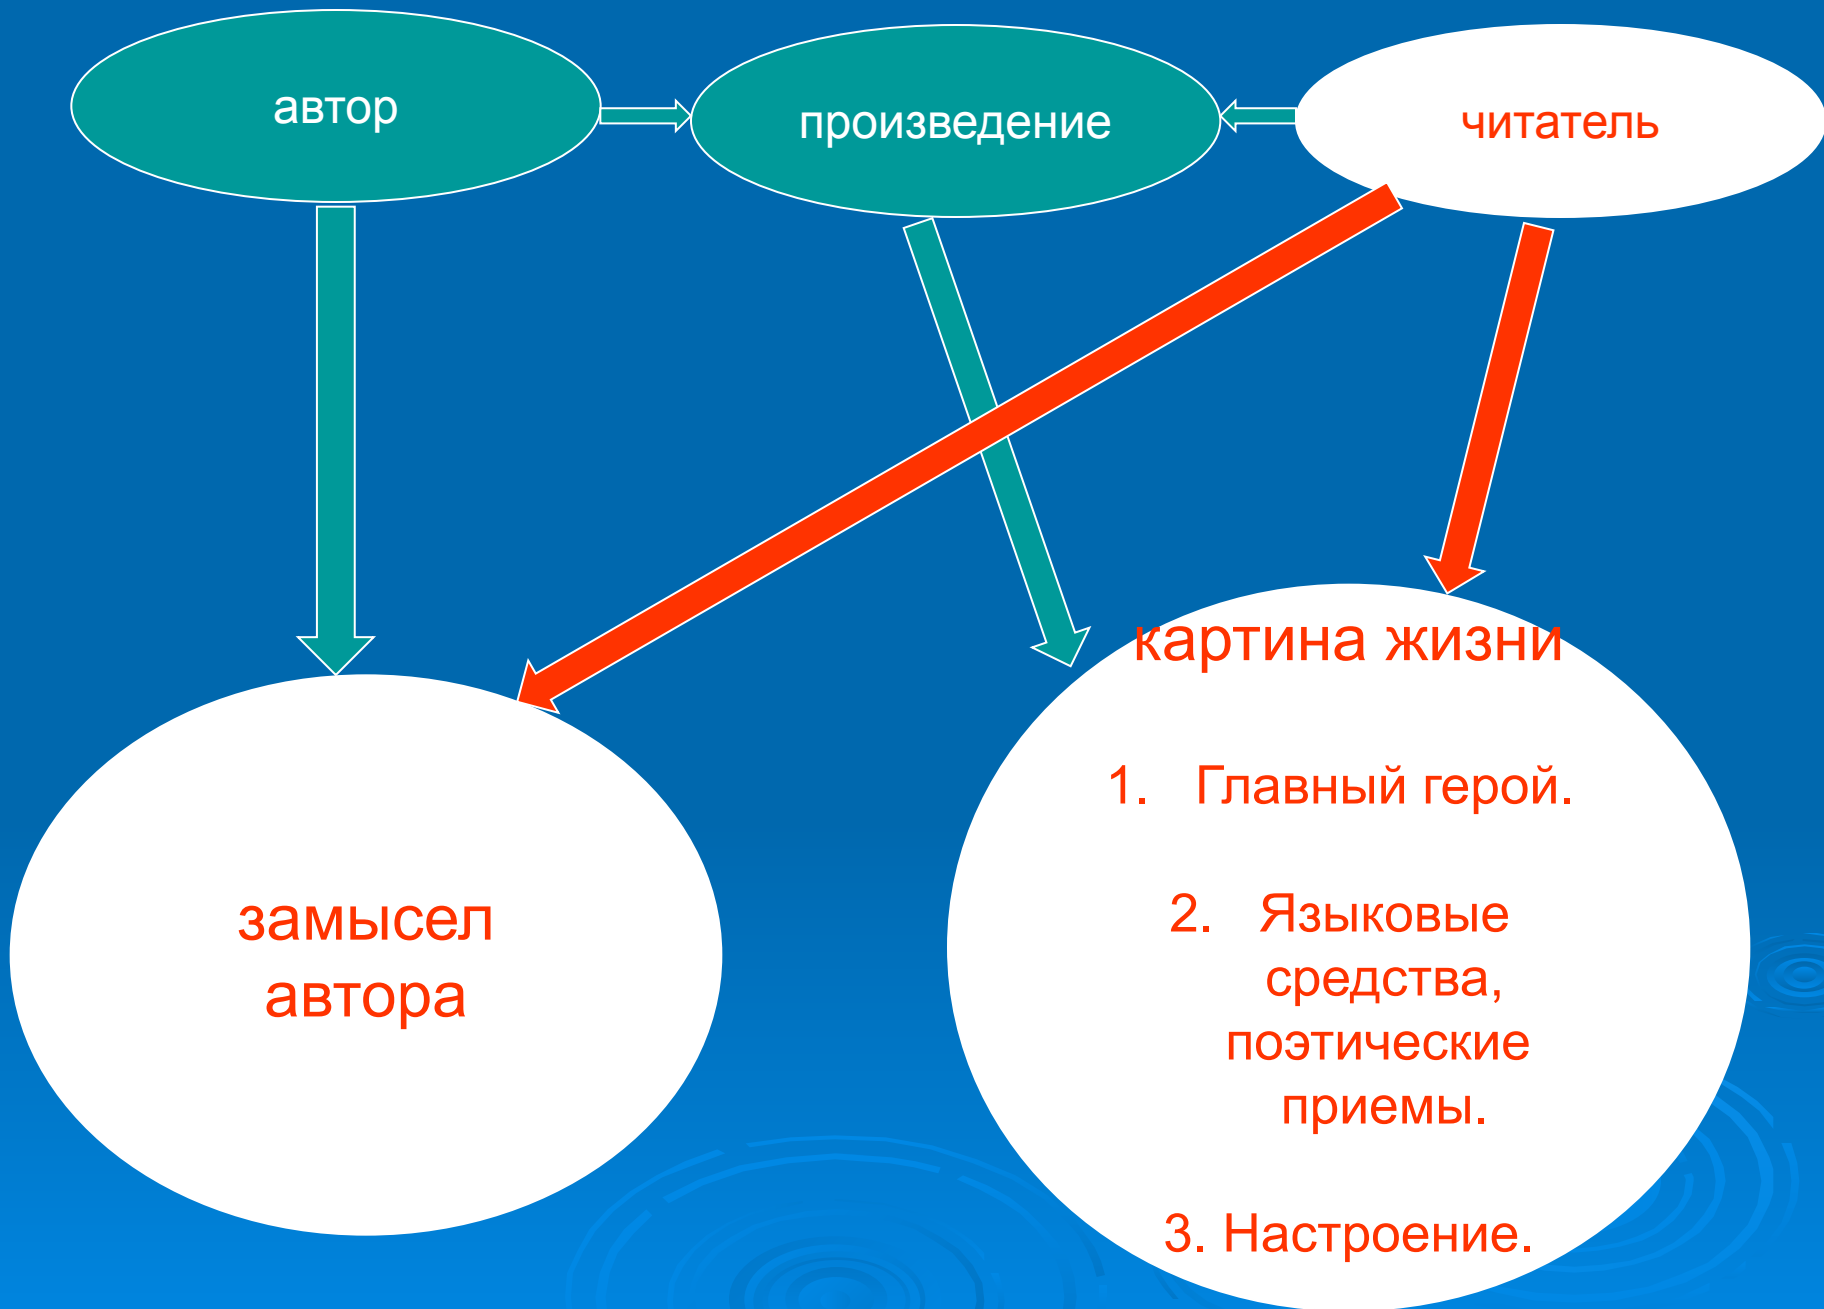 автор
произведение
читатель
картина жизни
1. Главный герой.
2. Языковые
средства,
поэтические
приемы.
3. Настроение.
замысел
автора